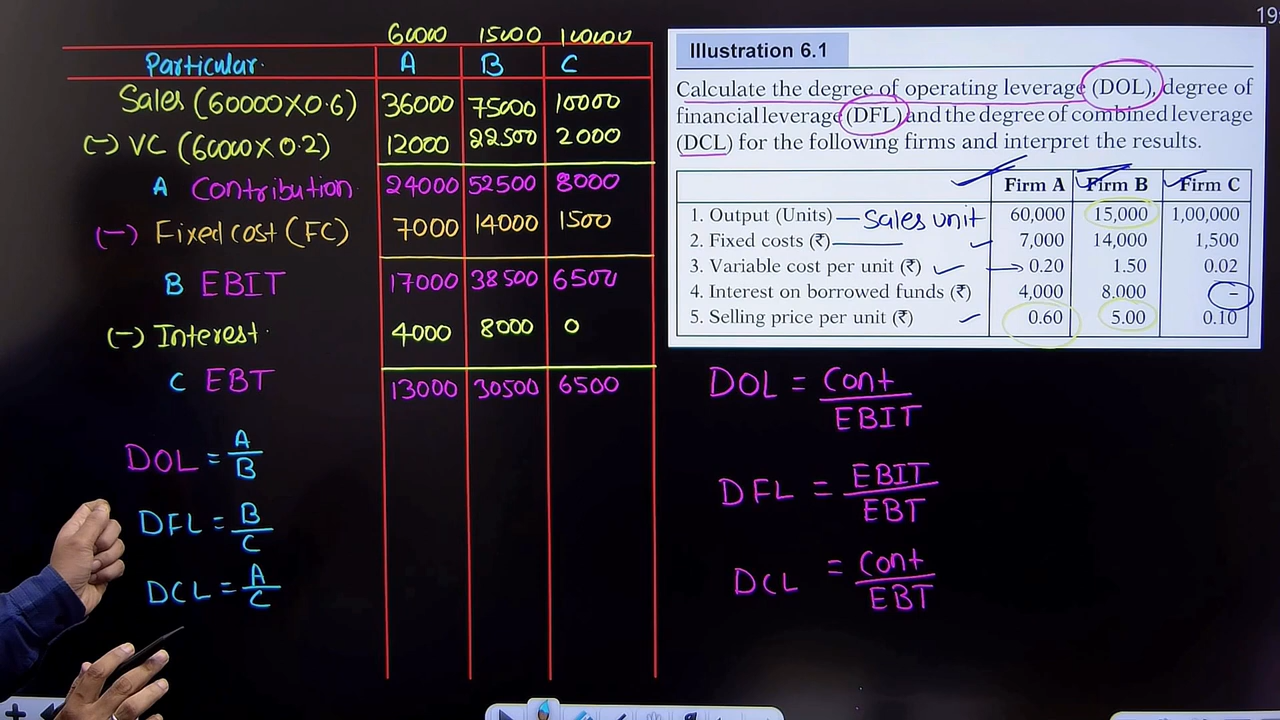 19
60000 15000 100000
Particular. A B C
Sales (60000X0.6) 36000 75000 10000
(-) VC (60000X 0.2) 12000 22500 2000
A Contribution 24000 52500 8000
(-) Fixed cost (FC) 7000 14000 1500
B EBIT 17000 38500 6500
(-) Interest 4000 8000 0
C EBT 13000 30500 6500
DOL = A/B
DFL = B/C
DCL = A/C
Illustration 6.1
Calculate the degree of operating leverage (DOL), degree of
financial leverage (DFL) and the degree of combined leverage
(DCL) for the following firms and interpret the results.
Firm A Firm B Firm C
1. Output (Units) — Sales unit 60,000 15,000 1,00,000
2. Fixed costs (₹) 7,000 14,000 1,500
3. Variable cost per unit (₹) 0.20 1.50 0.02
4. Interest on borrowed funds (₹) 4,000 8.000 –
5. Selling price per unit (₹) 0.60 5.00 0.10
DOL = Cont/EBIT
DFL = EBIT/EBT
DCL = Cont/EBT